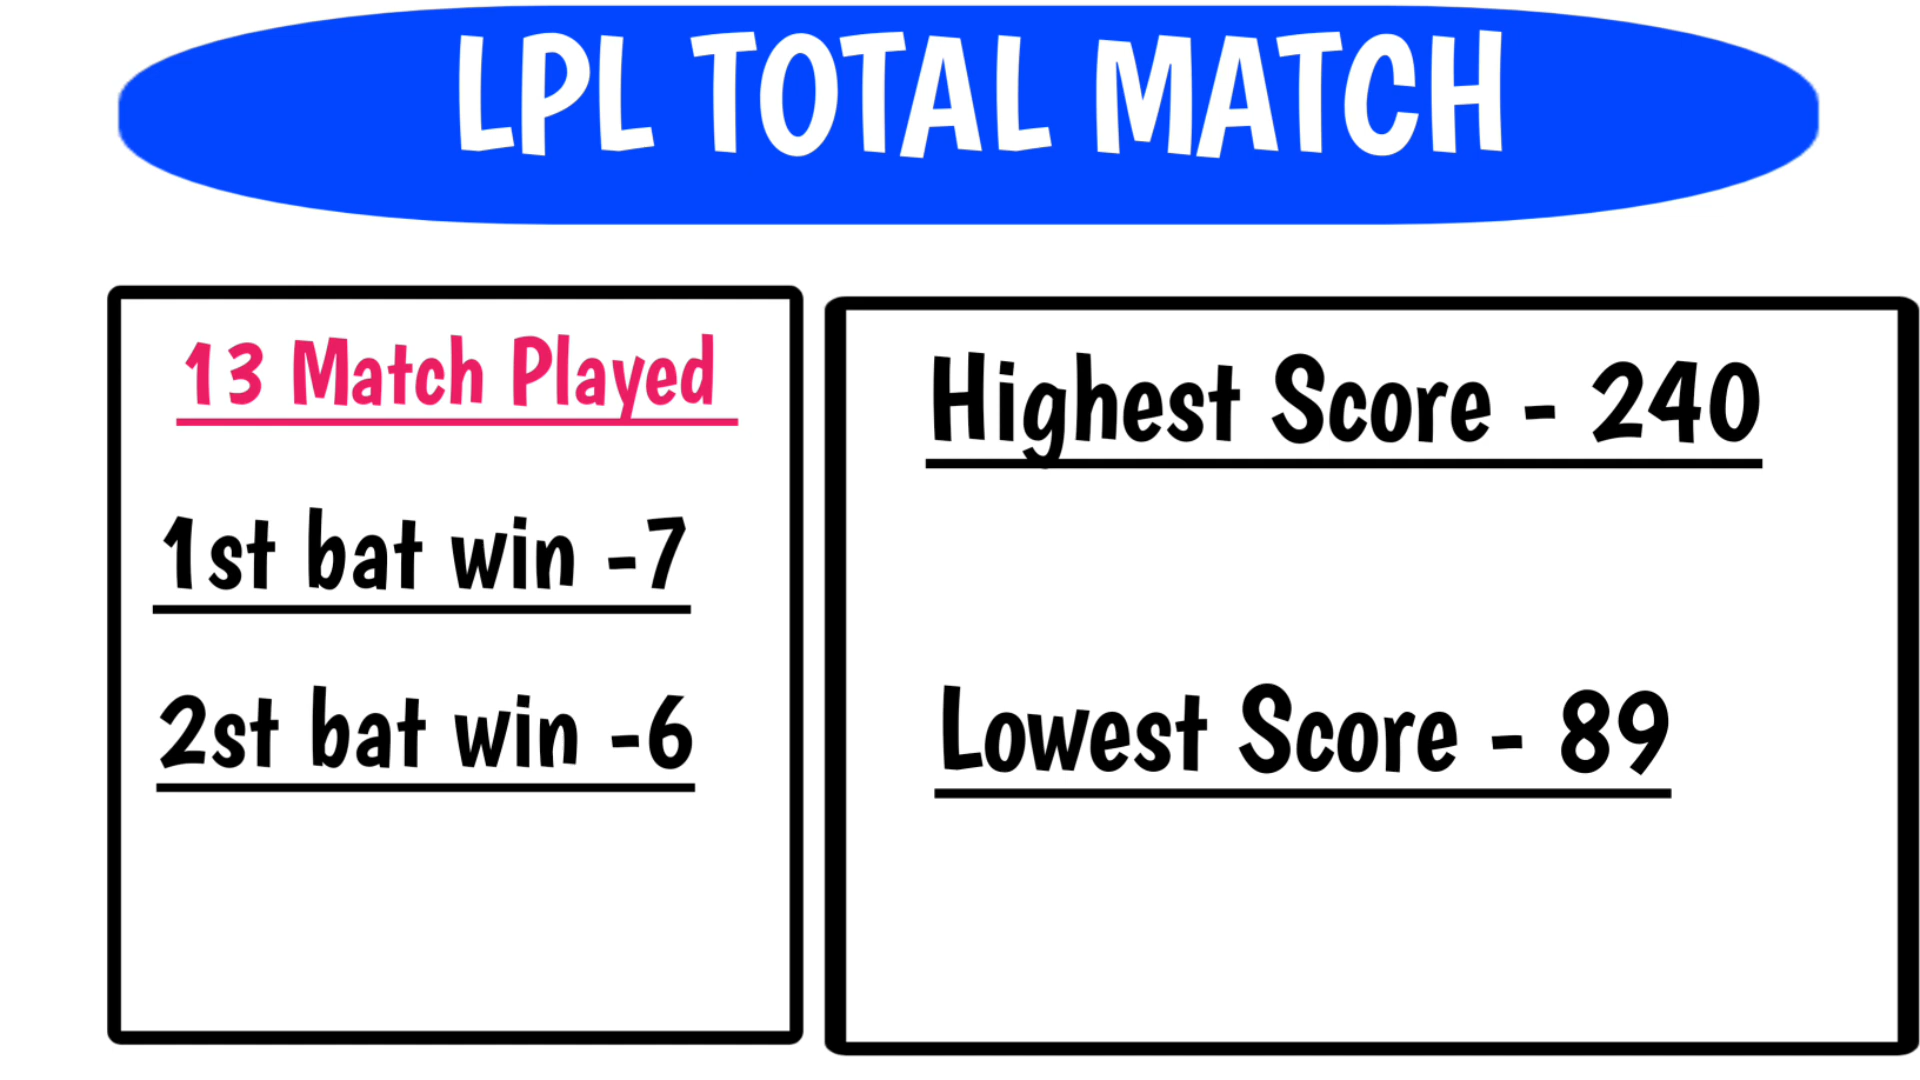 LPL TOTAL MATCH
13 Match Played
1st bat win -7
2st bat win -6
Highest Score - 240
Lowest Score - 89